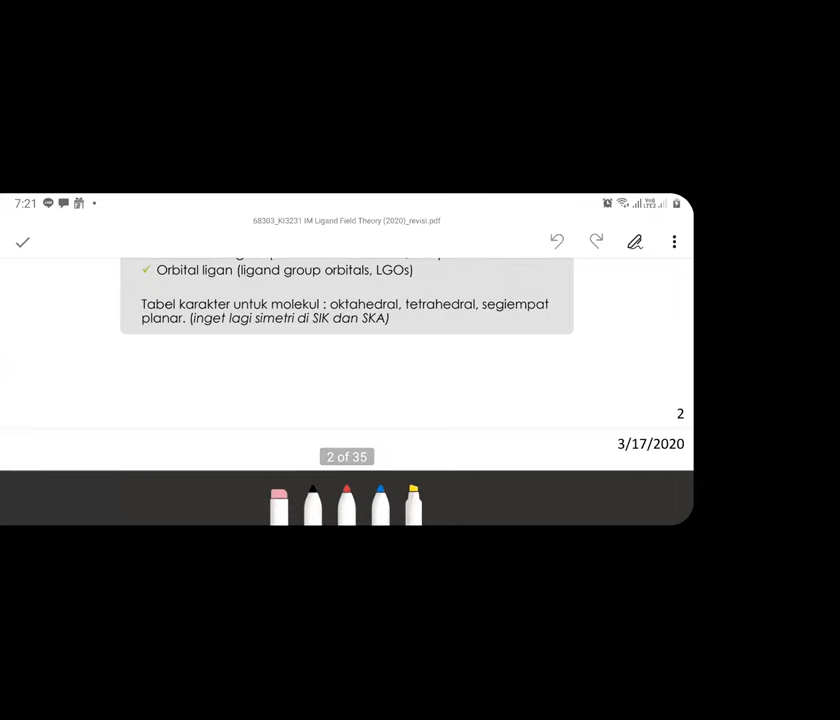 7:21
68303_KI3231 IM Ligand Field Theory (2020)_revisi.pdf
Orbital ligan (ligand group orbitals, LGOs)
Tabel karakter untuk molekul : oktahedral, tetrahedral, segiempat
planar. (inget lagi simetri di SIK dan SKA)
2
3/17/2020
2 of 35